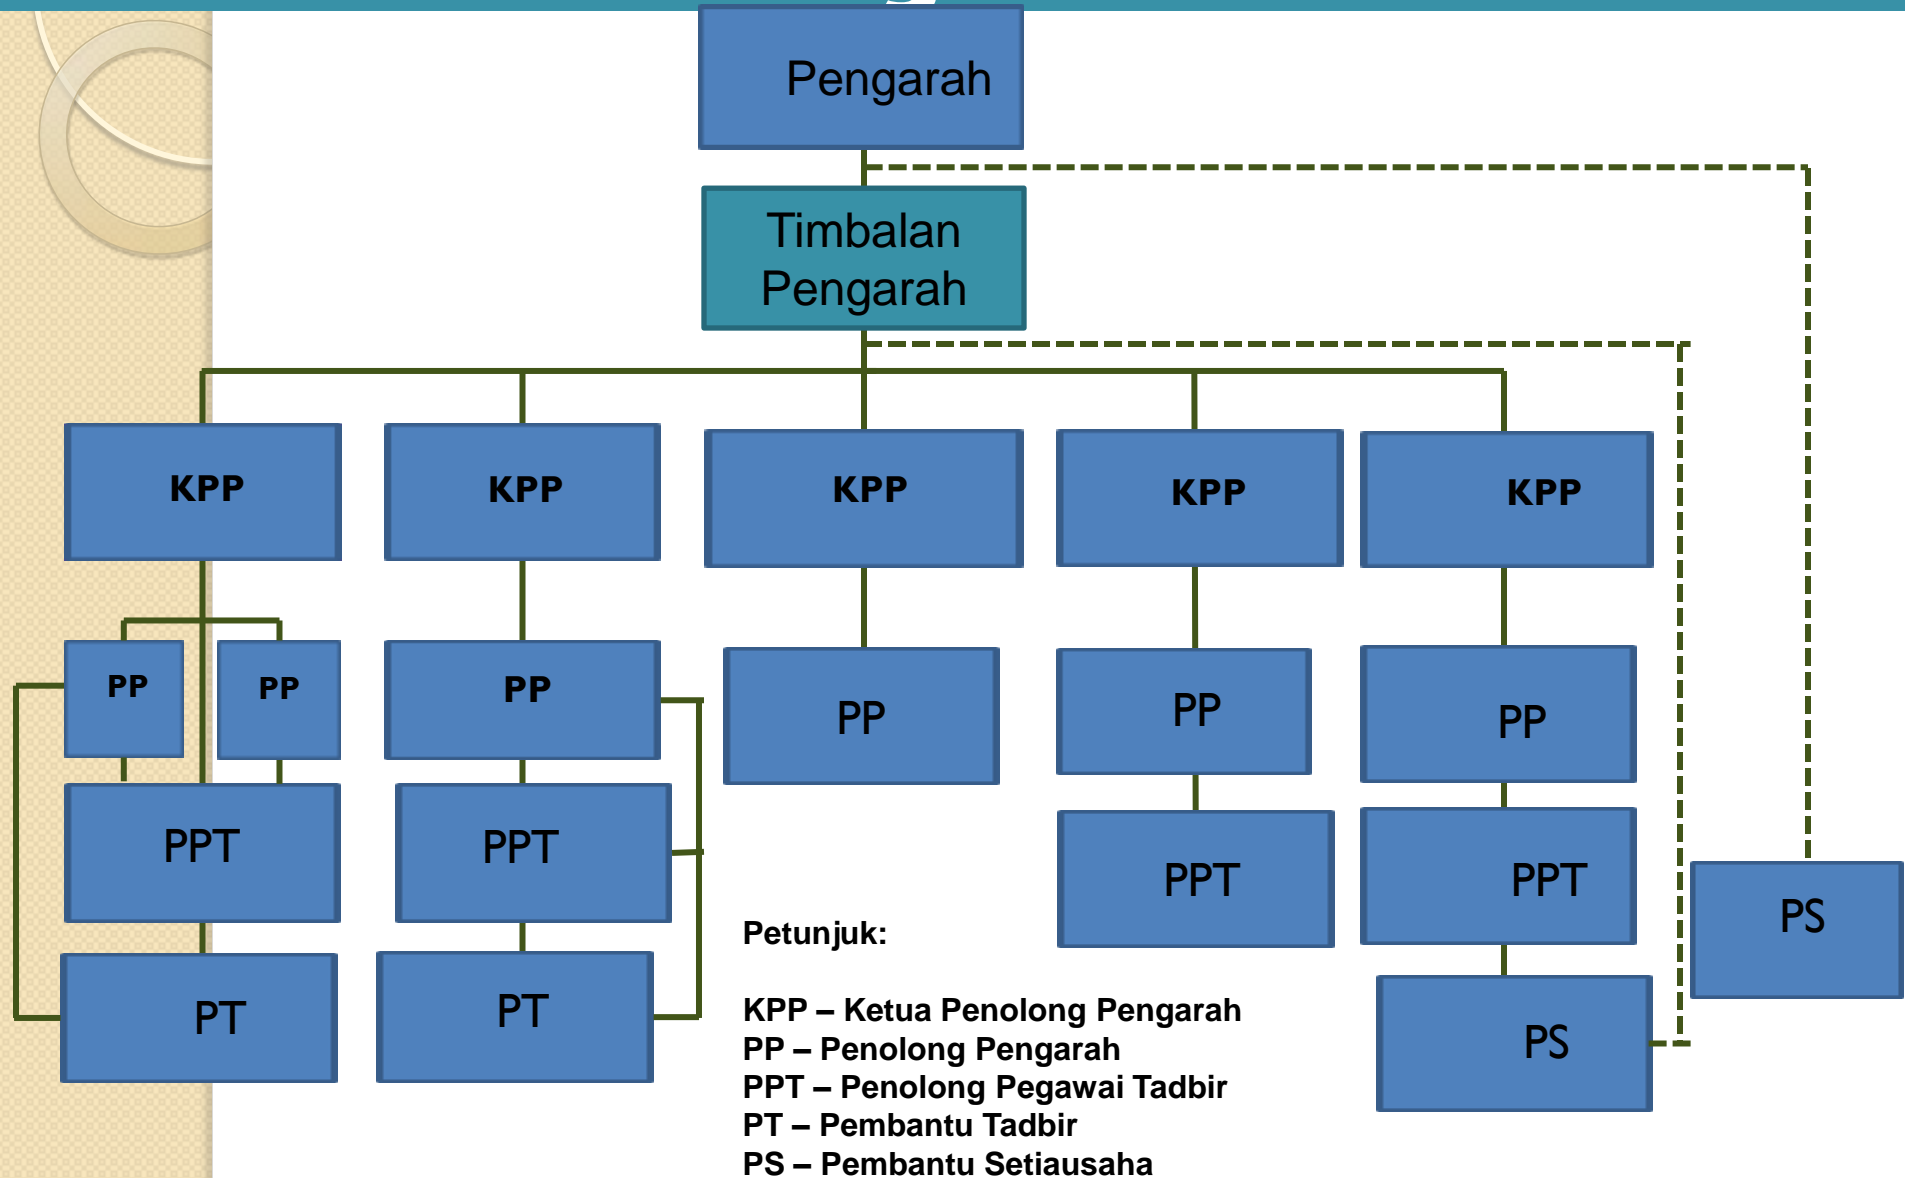 Pengarah
Timbalan
Pengarah
KPP
KPP
KPP
KPP
KPP
PP
PP
PP
PP
PP
PP
PPT
PPT
PPT
PPT
PS
PT
PT
PS
Petunjuk:
KPP – Ketua Penolong Pengarah
PP – Penolong Pengarah
PPT – Penolong Pegawai Tadbir
PT – Pembantu Tadbir
PS – Pembantu Setiausaha